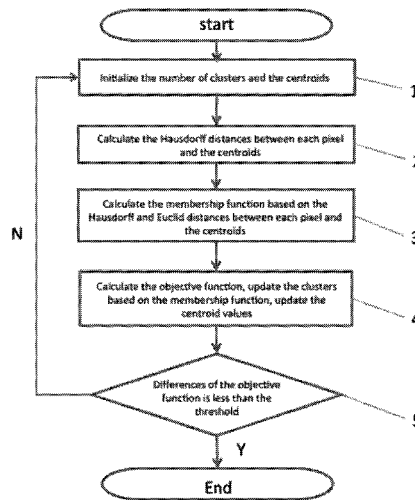 start
Initialize the number of clusters and the centroids
1
Calculate the Hausdorff distances between each pixel
and the centroids
2
Calculate the membership function based on the
Hausdorff and Euclid distances between each pixel and
the centroids
3
N
Calculate the objective function, update the clusters
based on the membership function, update the
centroid values
4
Differences of the objective
function is less than the
threshold
5
Y
End